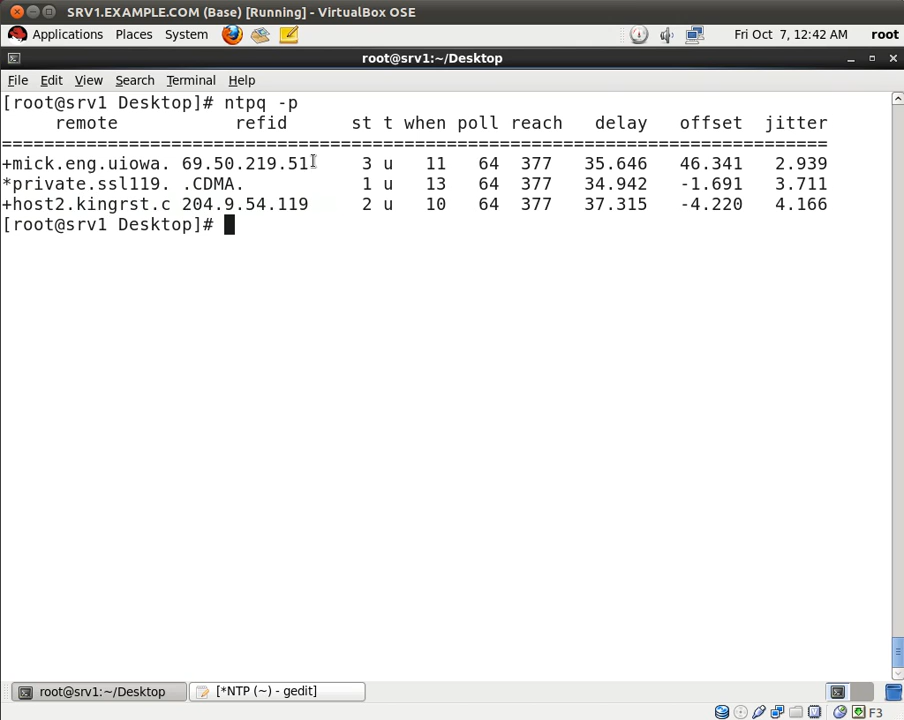 SRV1.EXAMPLE.COM (Base) [Running] - VirtualBox OSE
Applications Places System Fri Oct 7, 12:42 AM root
root@srv1:~/Desktop
File Edit View Search Terminal Help
[root@srv1 Desktop]# ntpq -p
remote refid st t when poll reach delay offset jitter
==============================================================================
+mick.eng.uiowa. 69.50.219.51 3 u 11 64 377 35.646 46.341 2.939
*private.ssl119. .CDMA. 1 u 13 64 377 34.942 -1.691 3.711
+host2.kingrst.c 204.9.54.119 2 u 10 64 377 37.315 -4.220 4.166
[root@srv1 Desktop]#
root@srv1:~/Desktop [*NTP (~) - gedit]
F3